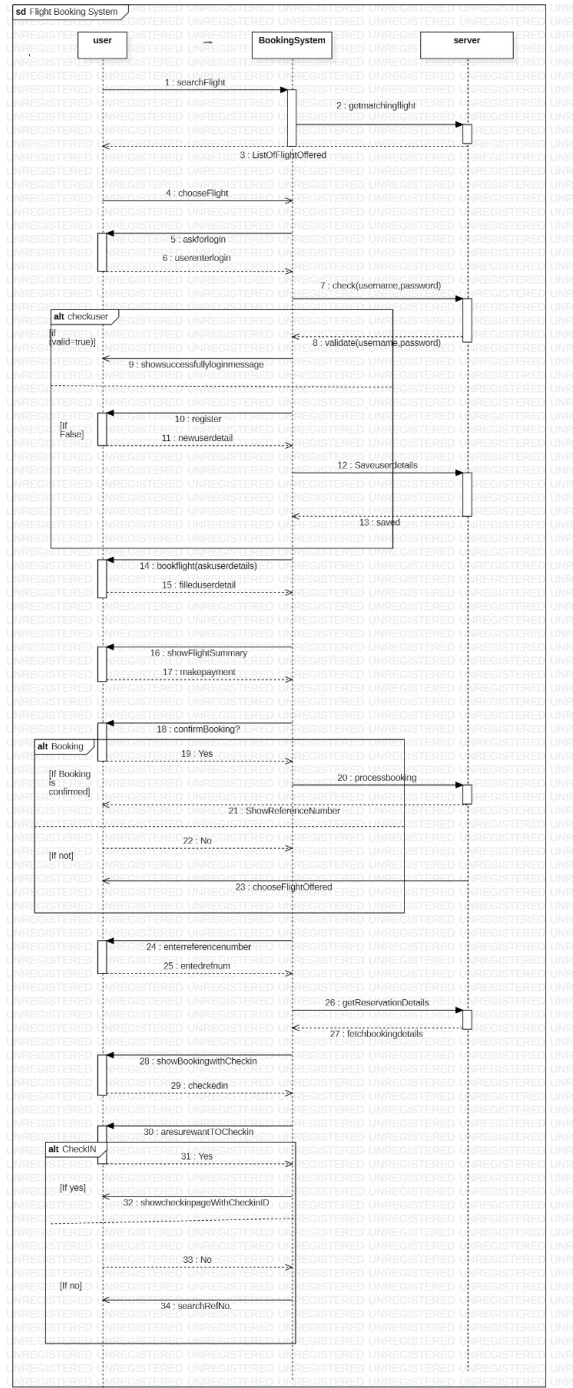 sd Flight Booking System
user
BookingSystem
server
1 : searchFlight
2 : getmatchingflight
3 : ListOfFlightOffered
4 : chooseFlight
5 : askforlogin
6 : userenterlogin
7 : check(username,password)
alt checkuser
[if
(valid=true)]
8 : validate(username,password)
9 : showsuccessfullyloginmessage
[If
False]
10 : register
11 : newuserdetail
12 : Saveuserdetails
13 : saved
14 : bookflight(askuserdetails)
15 : filleduserdetail
16 : showFlightSummary
17 : makepayment
18 : confirmBooking?
alt Booking
19 : Yes
[If Booking
is
confirmed]
20 : processbooking
21 : ShowReferenceNumber
22 : No
[If not]
23 : chooseFlightOffered
24 : enterreferencenumber
25 : entedrefnum
26 : getReservationDetails
27 : fetchbookingdetails
28 : showBookingwithCheckin
29 : checkedin
30 : aresurewantTOCheckin
alt CheckIN
31 : Yes
[If yes]
32 : showcheckinpageWithCheckinID
33 : No
[If no]
34 : searchRefNo.